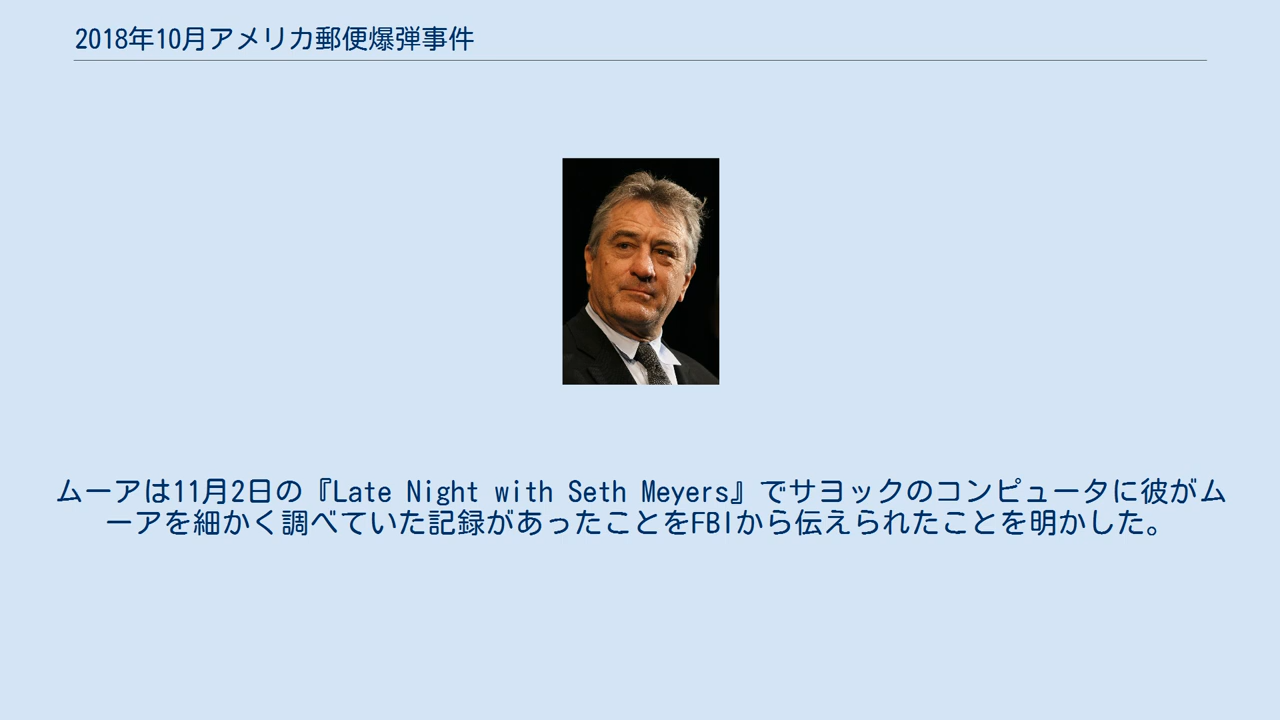 2018年10月アメリカ郵便爆弾事件
ムーアは11月2日の『Late Night with Seth Meyers』でサヨックのコンピュータに彼がム
ーアを細かく調べていた記録があったことをFBIから伝えられたことを明かした。